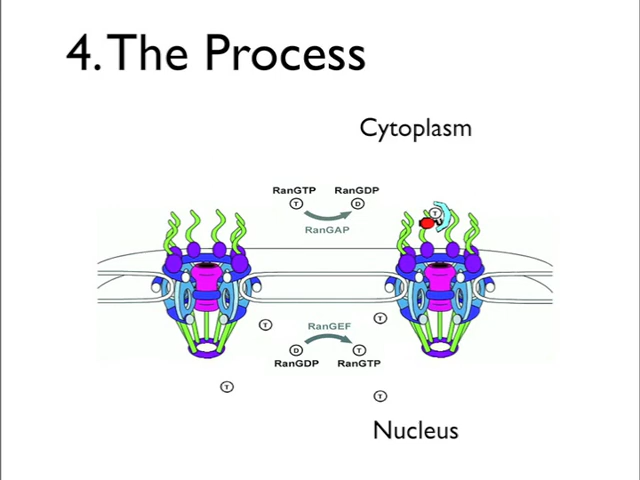 4. The Process
Cytoplasm
RanGTP RanGDP
T D
T
RanGAP
T
T
RanGEF
D T
RanGDP RanGTP
T
T
Nucleus